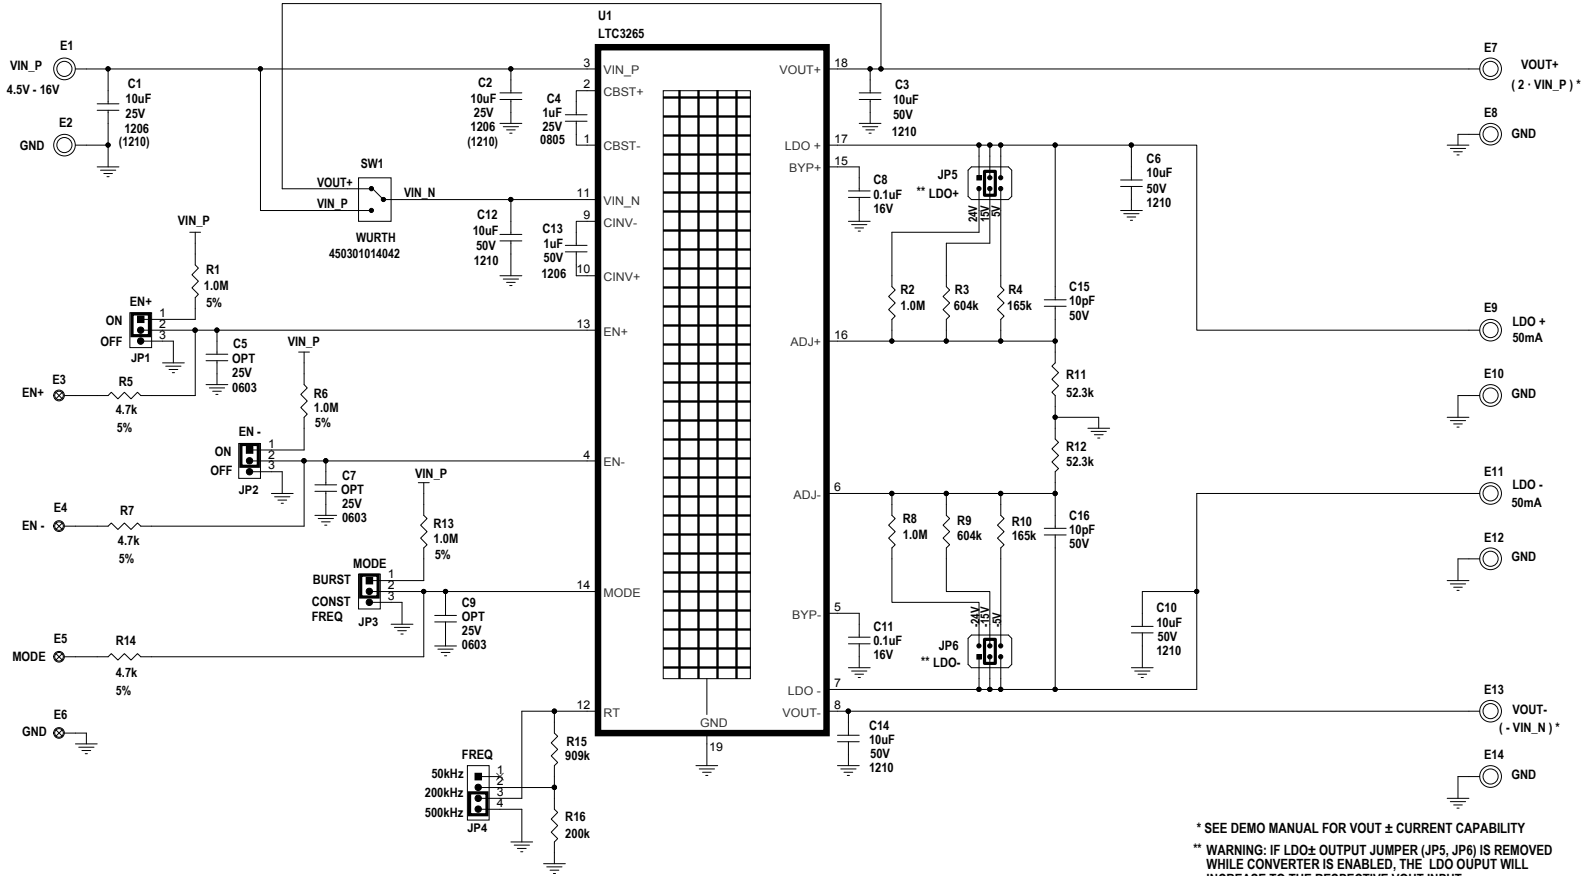 U1
LTC3265
E1
VIN_P
4.5V - 16V
C1
10uF
25V
1206
(1210)
E2
GND
C2
10uF
25V
1206
(1210)
C4
1uF
25V
0805
3 VIN_P
2 CBST+
1 CBST-
11 VIN_N
9 CINV-
10 CINV+
13 EN+
4 EN-
14 MODE
12 RT
GND
19
VOUT+ 18
LDO + 17
BYP+ 15
ADJ+ 16
ADJ- 6
BYP- 5
LDO - 7
VOUT- 8
SW1
VOUT+
VIN_P
VIN_N
WURTH
450301014042
C12
10uF
50V
1210
C13
1uF
50V
1206
VIN_P
R1
1.0M
5%
EN+
ON
OFF
1
2
3
JP1
C5
OPT
25V
0603
E3
EN+
R5
4.7k
5%
VIN_P
R6
1.0M
5%
EN -
ON
OFF
1
2
3
JP2
C7
OPT
25V
0603
E4
EN -
R7
4.7k
5%
VIN_P
R13
1.0M
5%
MODE
BURST
CONST
FREQ
1
2
3
JP3
C9
OPT
25V
0603
E5
MODE
R14
4.7k
5%
E6
GND
FREQ
50kHz
200kHz
500kHz
1
2
3
4
JP4
R15
909k
R16
200k
C3
10uF
50V
1210
C8
0.1uF
16V
JP5
** LDO+
24V
15V
5V
C6
10uF
50V
1210
R2
1.0M
R3
604k
R4
165k
C15
10pF
50V
R11
52.3k
R12
52.3k
R8
1.0M
R9
604k
R10
165k
C16
10pF
50V
C11
0.1uF
16V
JP6
** LDO-
-24V
-15V
-5V
C10
10uF
50V
1210
C14
10uF
50V
1210
E7
VOUT+
( 2 · VIN_P ) *
E8
GND
E9
LDO +
50mA
E10
GND
E11
LDO -
50mA
E12
GND
E13
VOUT-
( - VIN_N ) *
E14
GND
* SEE DEMO MANUAL FOR VOUT ± CURRENT CAPABILITY
** WARNING: IF LDO± OUTPUT JUMPER (JP5, JP6) IS REMOVED
WHILE CONVERTER IS ENABLED, THE LDO OUPUT WILL
INCREASE TO THE RESPECTIVE VOUT INPUT